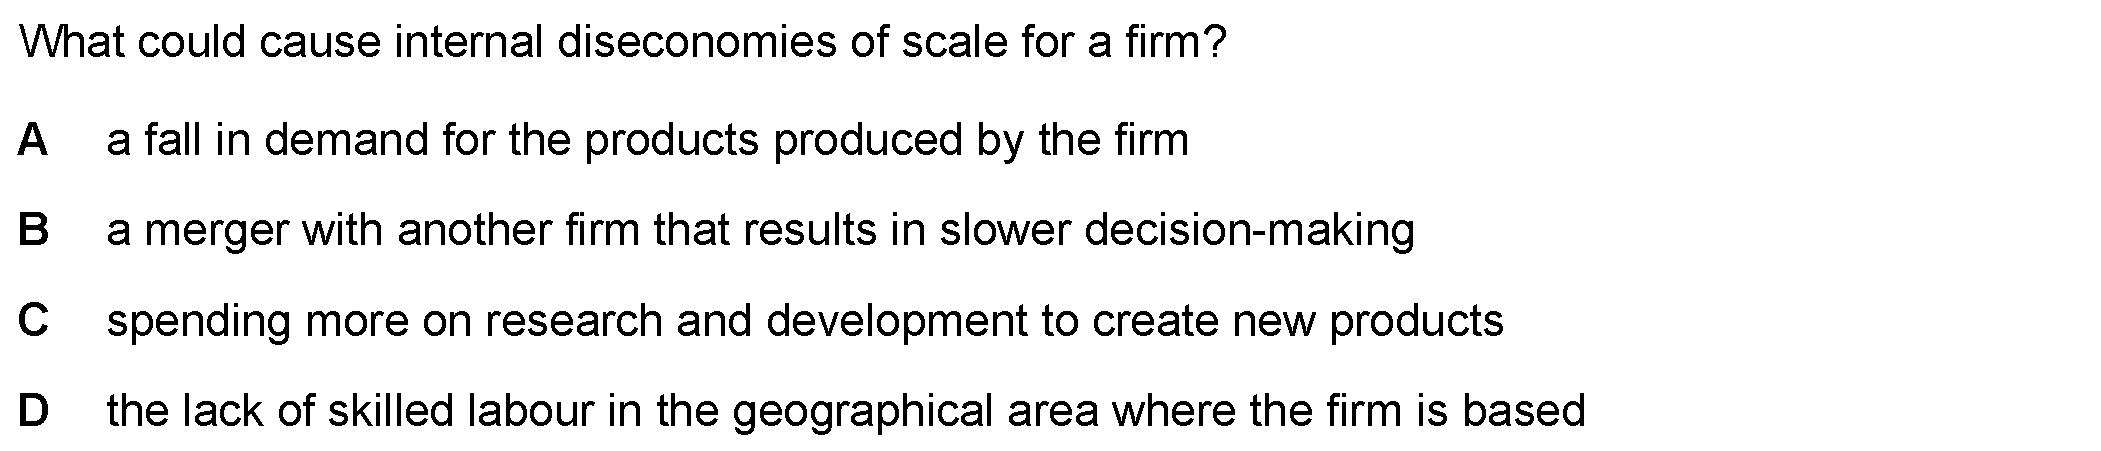 What could cause internal diseconomies of scale for a firm?
A a fall in demand for the products produced by the firm
B a merger with another firm that results in slower decision-making
C spending more on research and development to create new products
D the lack of skilled labour in the geographical area where the firm is based